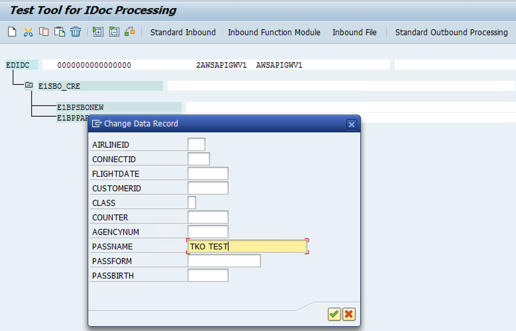 Test Tool for IDoc Processing
Standard Inbound Inbound Function Module Inbound File Standard Outbound Processing
EDIDC 0000000000000000 2AWSAPIGWV1 AWSAPIGWV1
E1SBO_CRE
E1BPSBONEW
E1BPPA
Change Data Record
AIRLINEID
CONNECTID
FLIGHTDATE
CUSTOMERID
CLASS
COUNTER
AGENCYNUM
PASSNAME TKO TEST
PASSFORM
PASSBIRTH